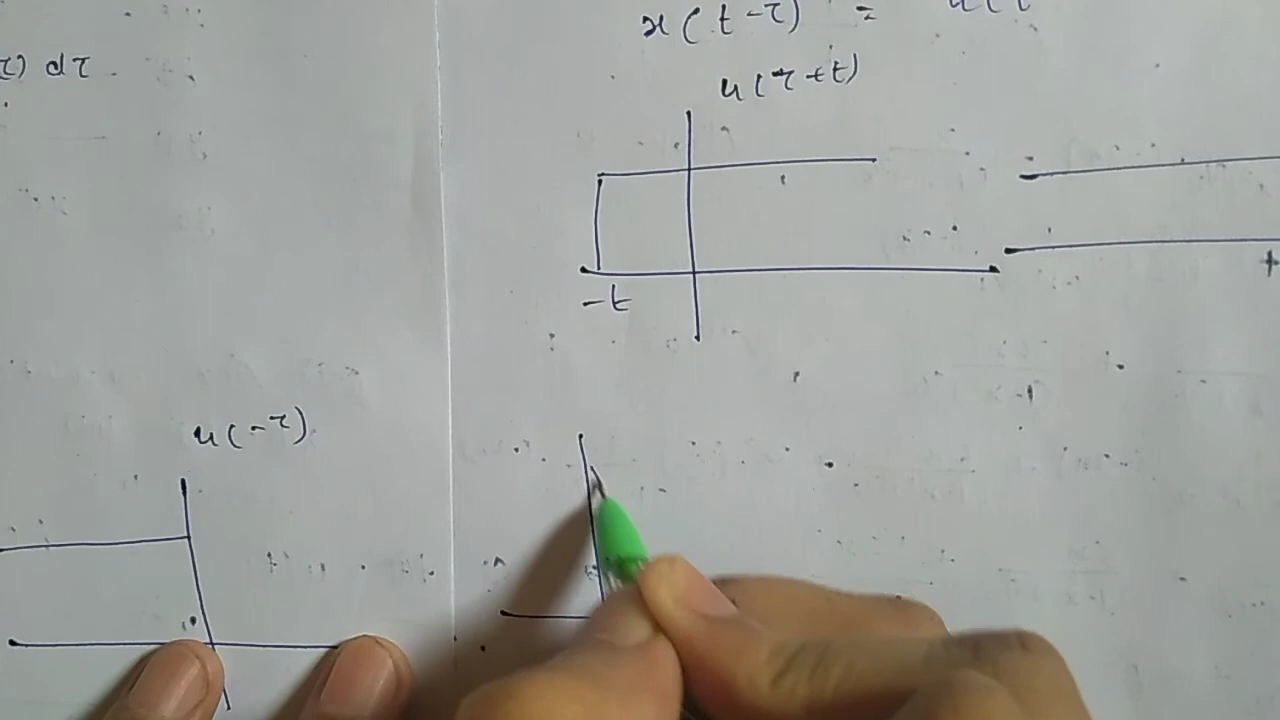 x(t-τ) =
τ) dτ
u(τ+t)
-t
+
u(-τ)